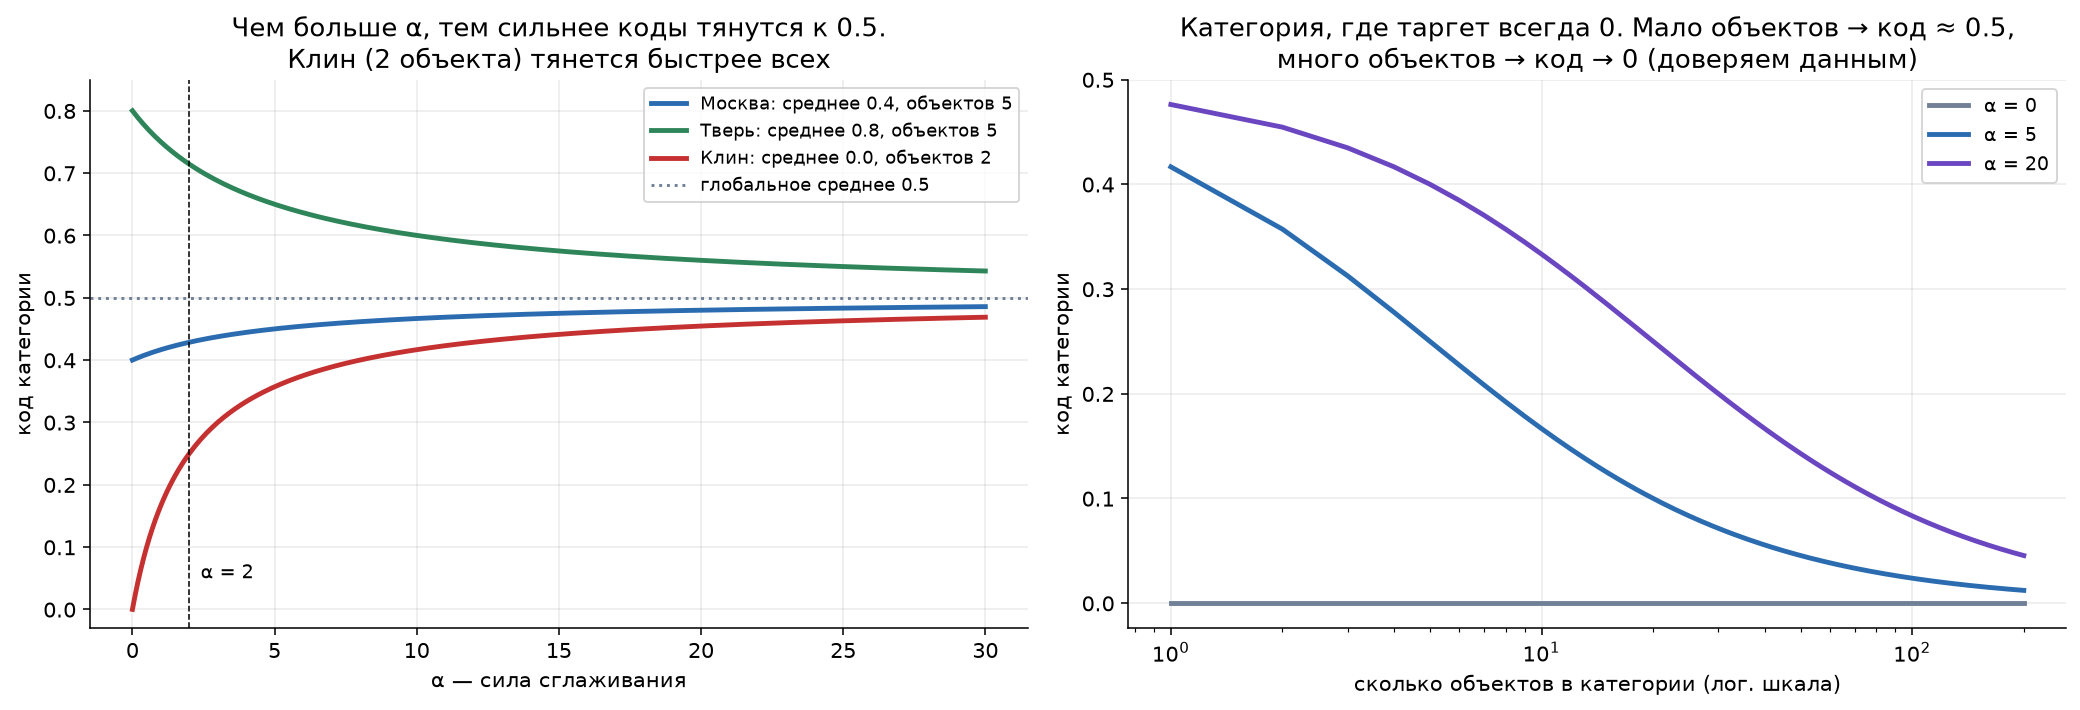 Чем больше α, тем сильнее коды тянутся к 0.5.
Клин (2 объекта) тянется быстрее всех
код категории
0.8
0.7
0.6
0.5
0.4
0.3
0.2
0.1
0.0
Москва: среднее 0.4, объектов 5
Тверь: среднее 0.8, объектов 5
Клин: среднее 0.0, объектов 2
глобальное среднее 0.5
α = 2
0 5 10 15 20 25 30
α — сила сглаживания
Категория, где таргет всегда 0. Мало объектов → код ≈ 0.5,
много объектов → код → 0 (доверяем данным)
код категории
0.5
0.4
0.3
0.2
0.1
0.0
α = 0
α = 5
α = 20
10⁰ 10¹ 10²
сколько объектов в категории (лог. шкала)